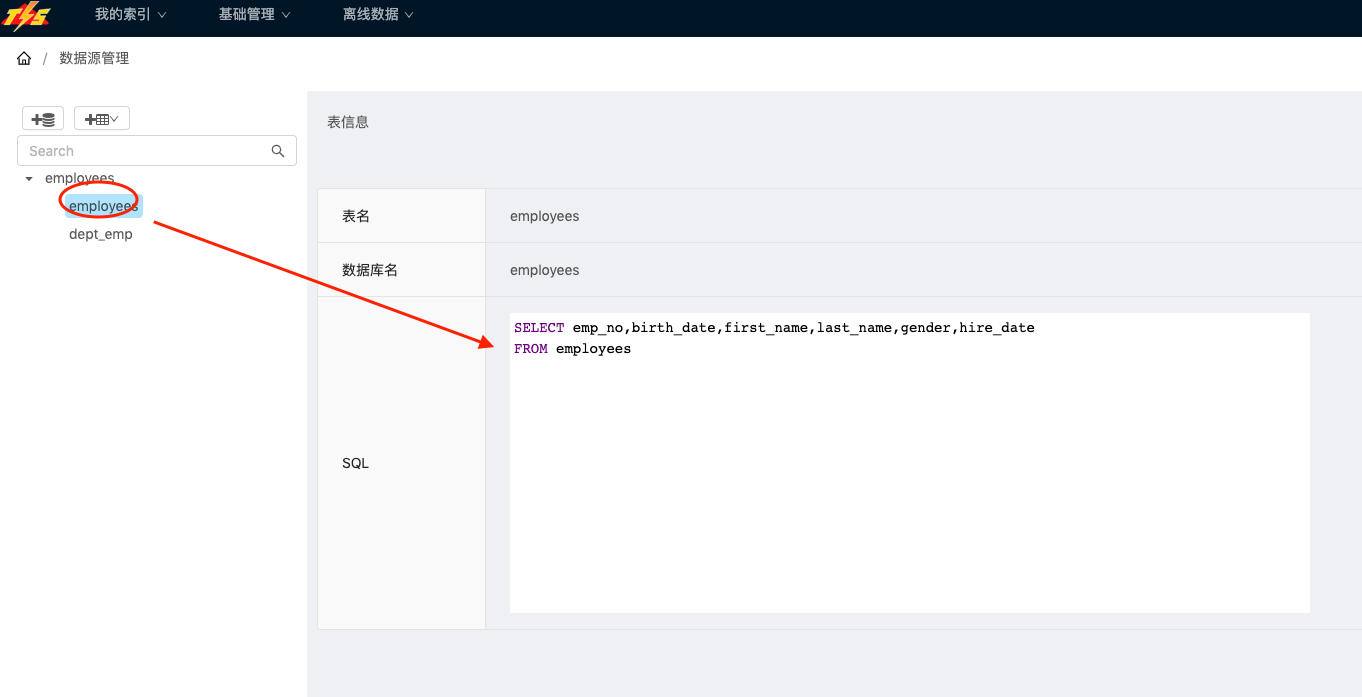 TIS
我的索引 基础管理 离线数据
/ 数据源管理
Search
employees
employees
dept_emp
表信息
表名 employees
数据库名 employees
SQL
SELECT emp_no,birth_date,first_name,last_name,gender,hire_date
FROM employees